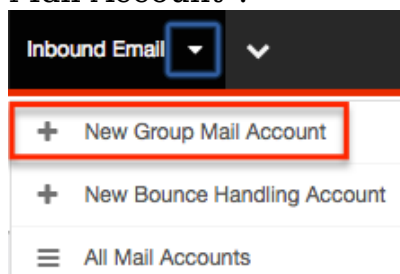 Mail Account".
Inbound Email
New Group Mail Account
New Bounce Handling Account
All Mail Accounts